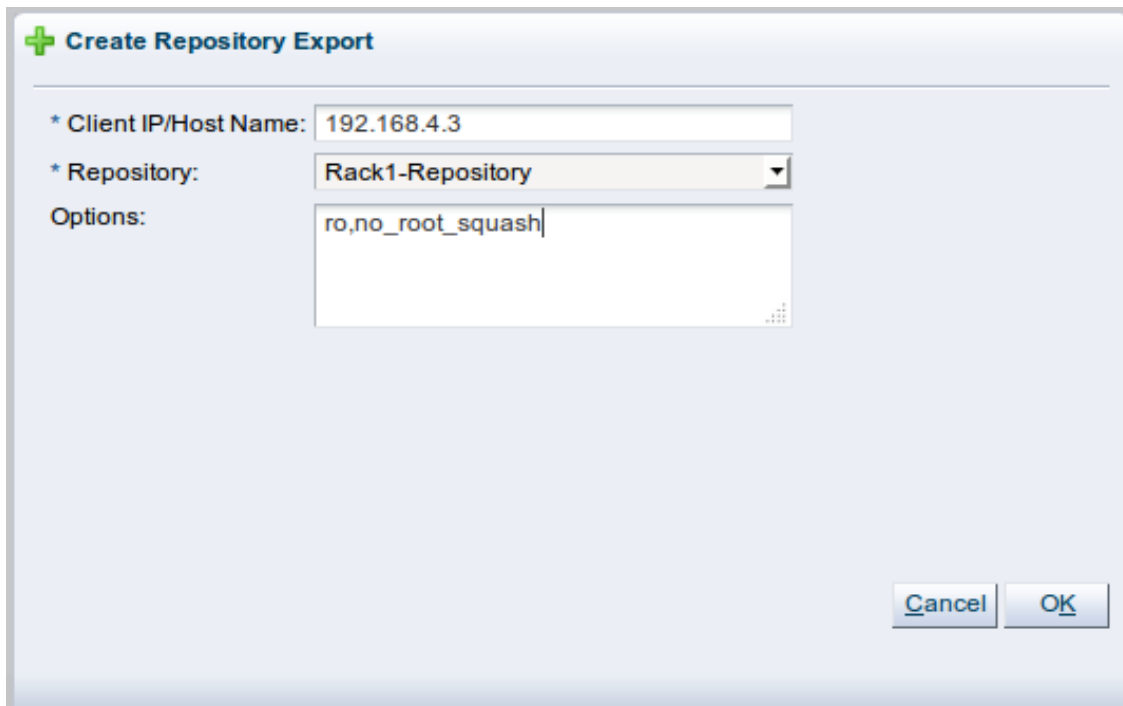 Create Repository Export
* Client IP/Host Name: 192.168.4.3
* Repository: Rack1-Repository
Options: ro,no_root_squash
Cancel OK